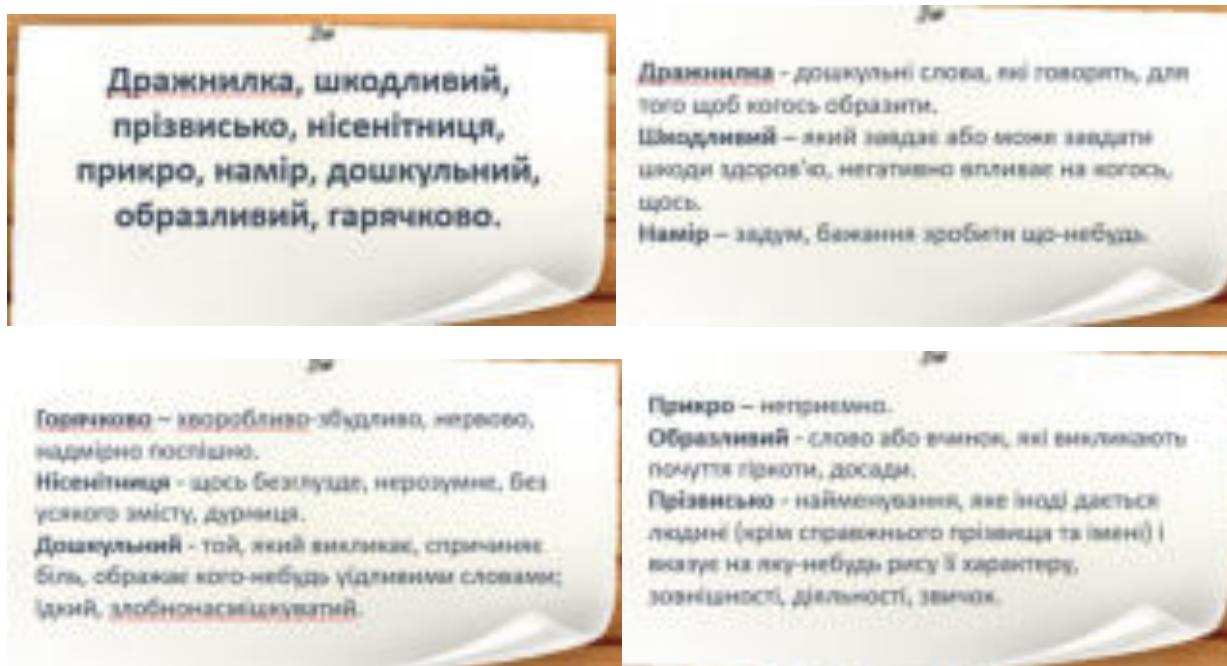 Дражнилка, шкодливий,
прізвисько, нісенітниця,
прикро, намір, дошкульний,
образливий, гарячково.
Дражнилка - дошкульні слова, які говорять, для
того щоб когось образити.
Шкодливий – який завдає або може завдати
шкоди здоров'ю, негативно впливає на когось,
щось.
Намір – задум, бажання зробити що-небудь.
Горячково – хворобливо-збудливо, нервово,
надмірно поспішно.
Нісенітниця - щось безглузде, нерозумне, без
усякого змісту, дурниця.
Дошкульний - той, який викликає, спричиняє
біль, ображає кого-небудь уїдливими словами;
їдкий, злобнонасмішкуватий.
Прикро – неприємно.
Образливий - слово або вчинок, які викликають
почуття гіркоти, досади.
Прізвисько - найменування, яке іноді дається
людині (крім справжнього прізвища та імені) і
вказує на яку-небудь рису її характеру,
зовнішності, діяльності, звичок.